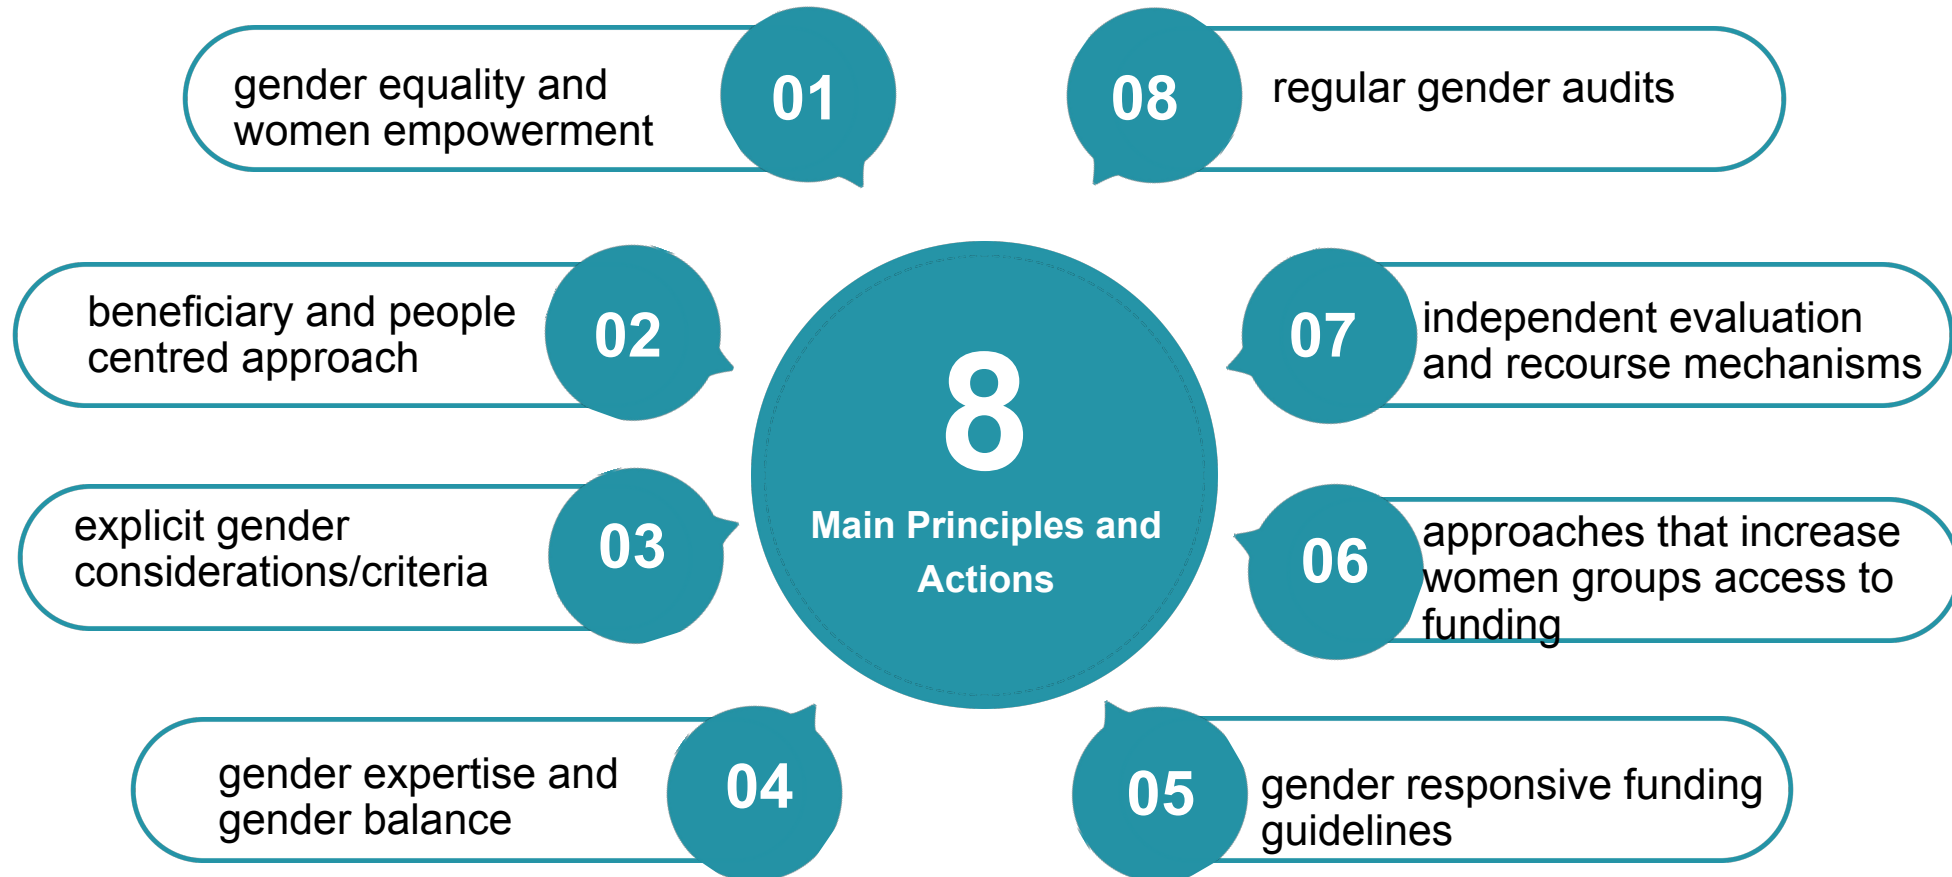 01
gender equality and
women empowerment
02
beneficiary and people
centred approach
03
explicit gender
considerations/criteria
04
gender expertise and
gender balance
05
gender responsive funding
guidelines
06
approaches that increase
women groups access to
funding
07
independent evaluation
and recourse mechanisms
08
regular gender audits
8
Main Principles and
Actions